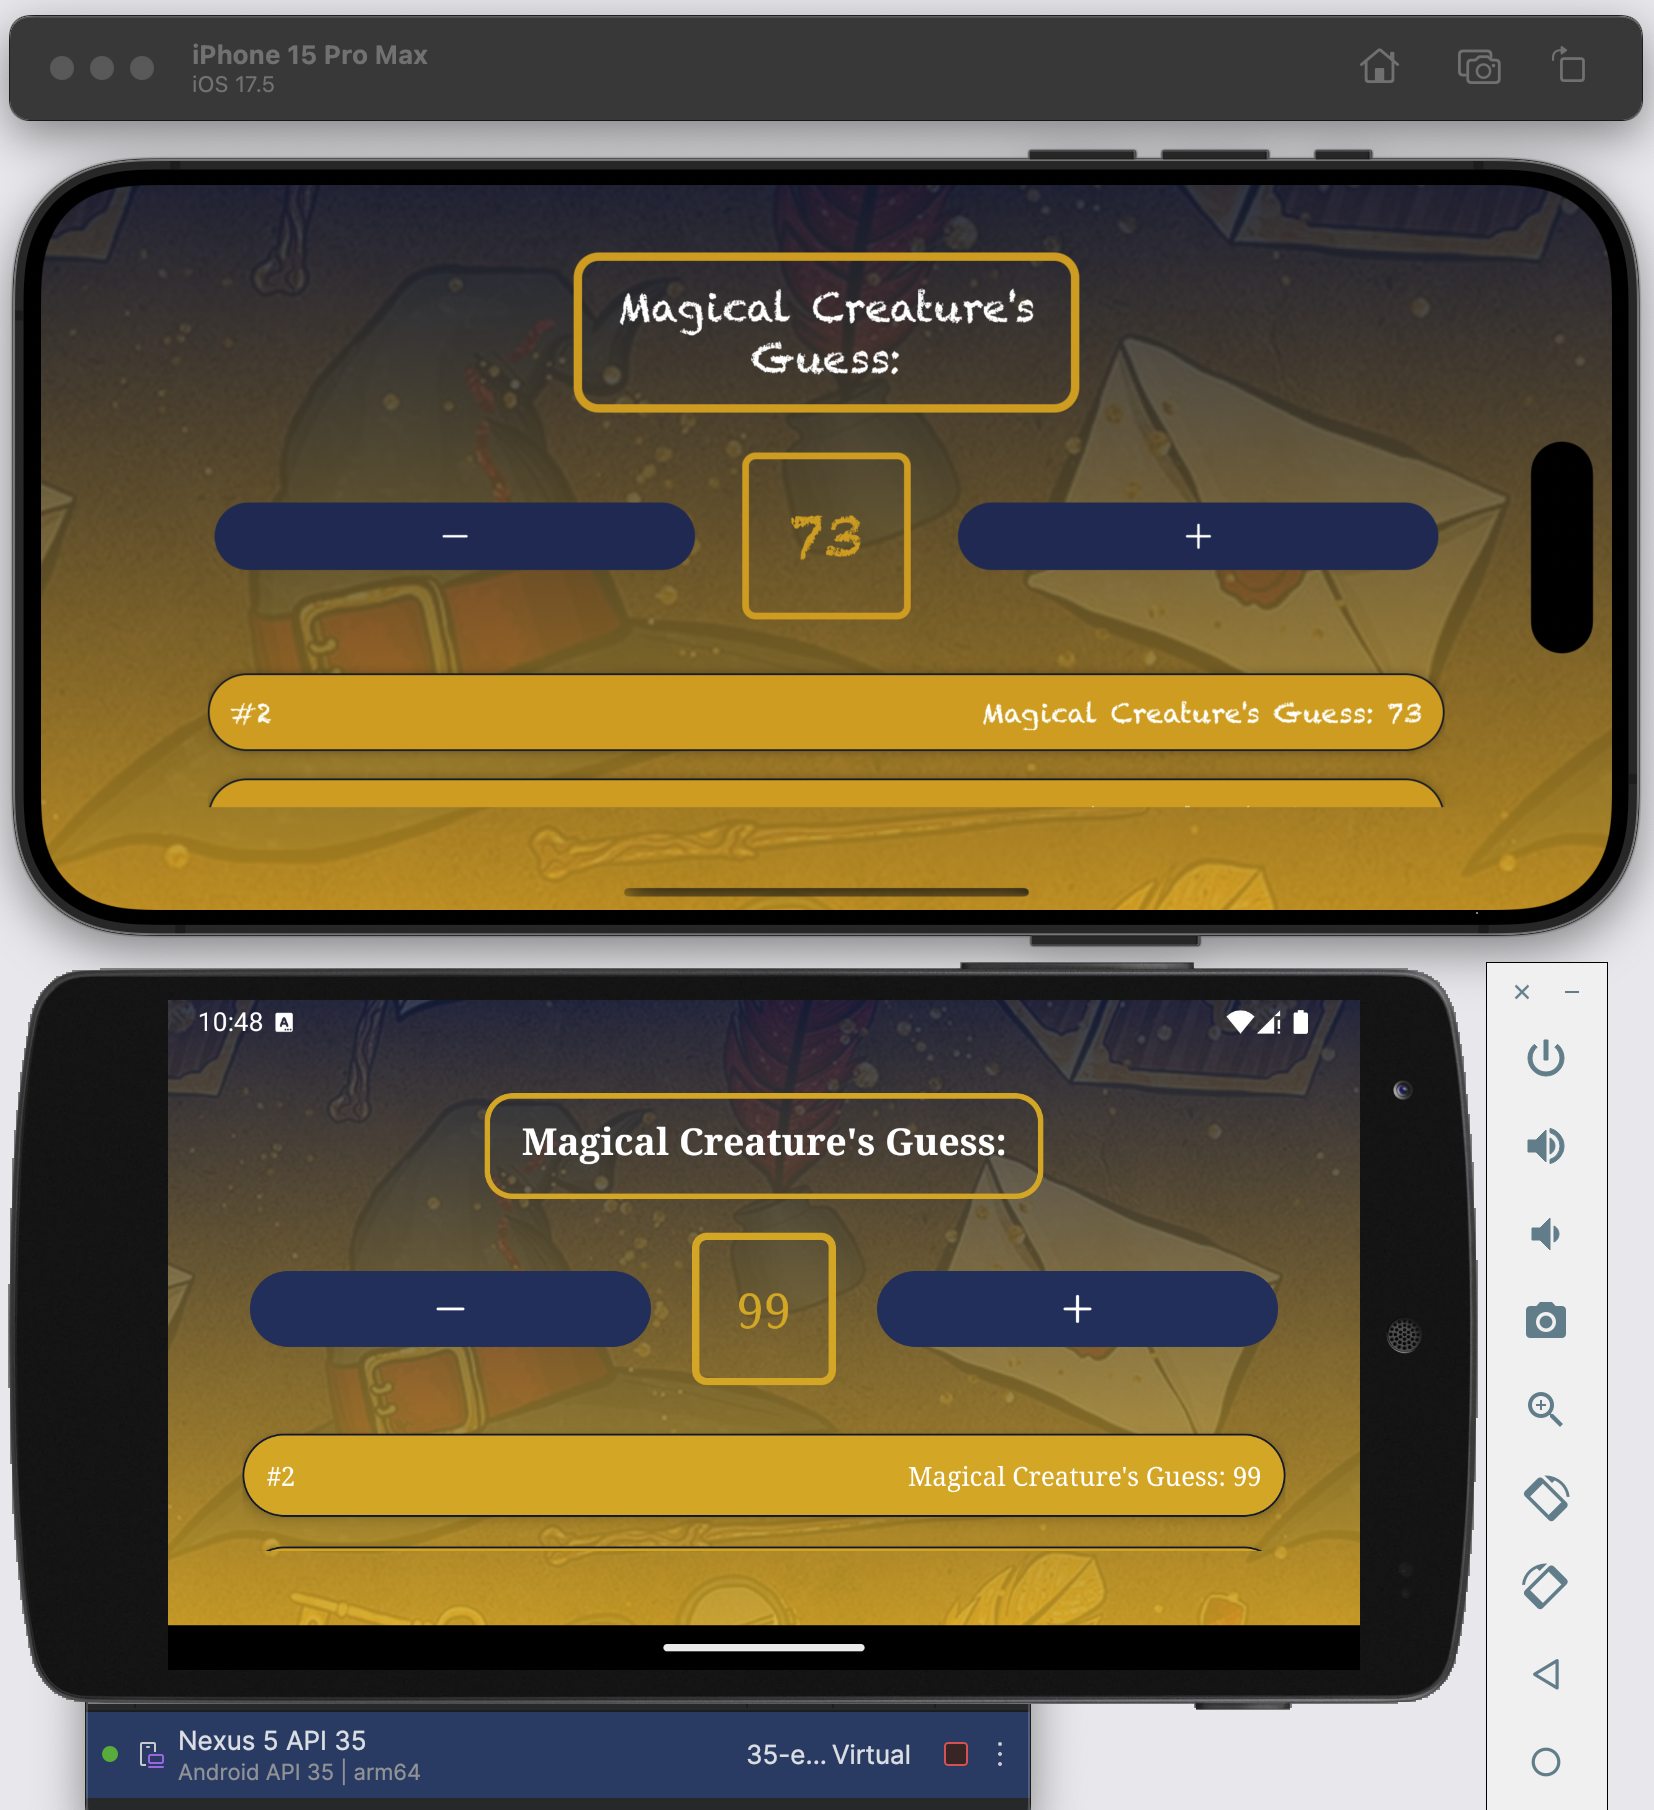 iPhone 15 Pro Max
iOS 17.5
Magical Creature's
Guess:
73
#2 Magical Creature's Guess: 73
10:48
Magical Creature's Guess:
99
#2 Magical Creature's Guess: 99
Nexus 5 API 35
35-e... Virtual
Android API 35 | arm64